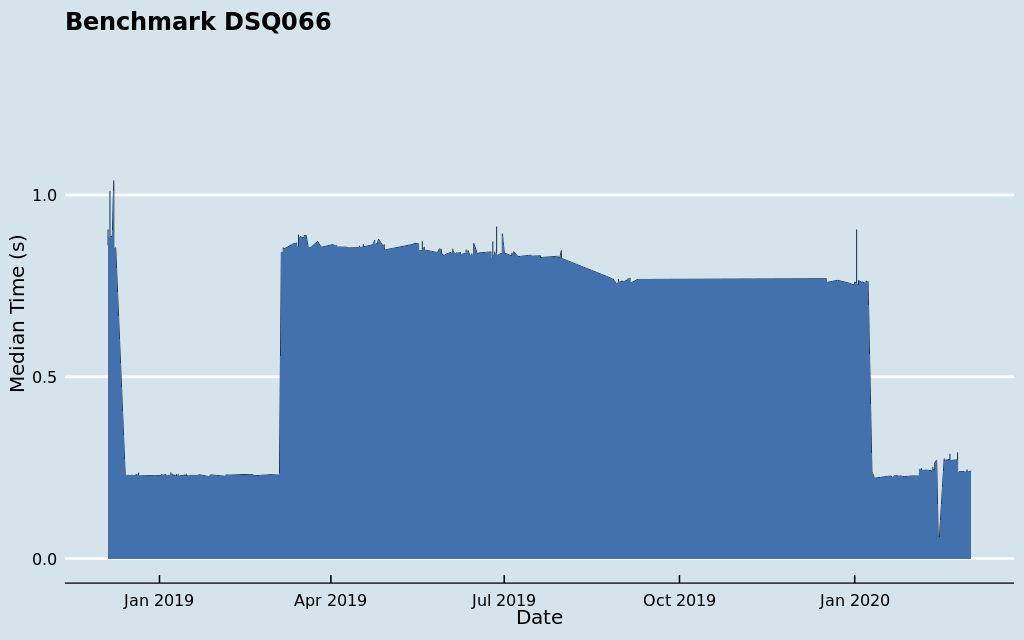 Benchmark DSQ066
Median Time (s)
1.0
0.5
0.0
Jan 2019
Apr 2019
Jul 2019
Oct 2019
Jan 2020
Date